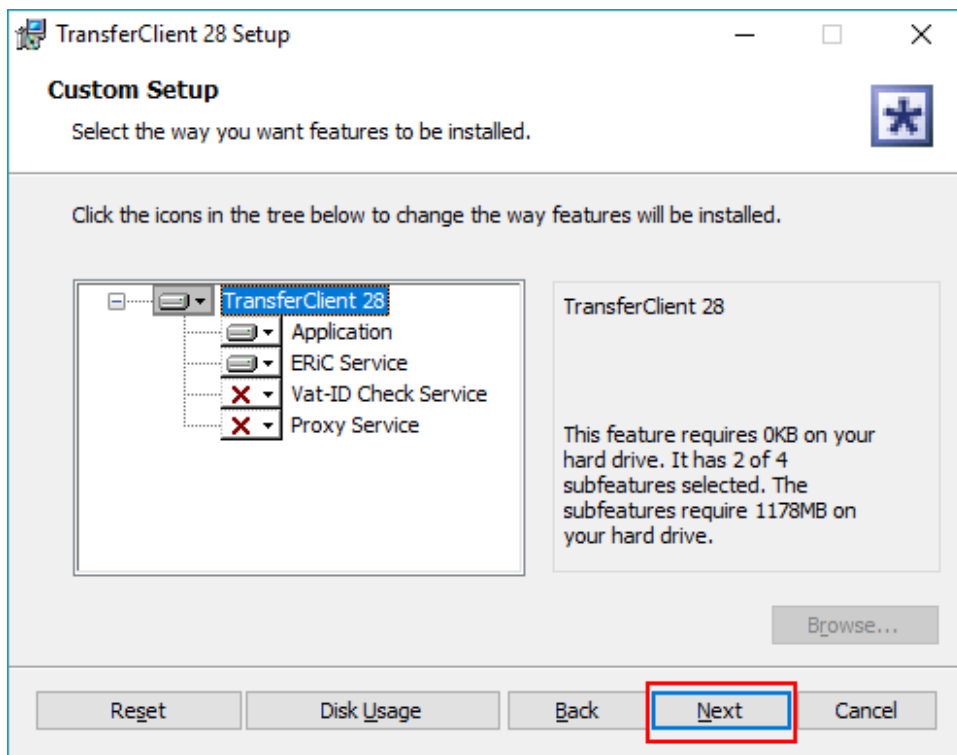 TransferClient 28 Setup
Custom Setup
Select the way you want features to be installed.
Click the icons in the tree below to change the way features will be installed.
TransferClient 28
Application
ERiC Service
Vat-ID Check Service
Proxy Service
TransferClient 28
This feature requires 0KB on your
hard drive. It has 2 of 4
subfeatures selected. The
subfeatures require 1178MB on
your hard drive.
Browse...
Reset
Disk Usage
Back
Next
Cancel